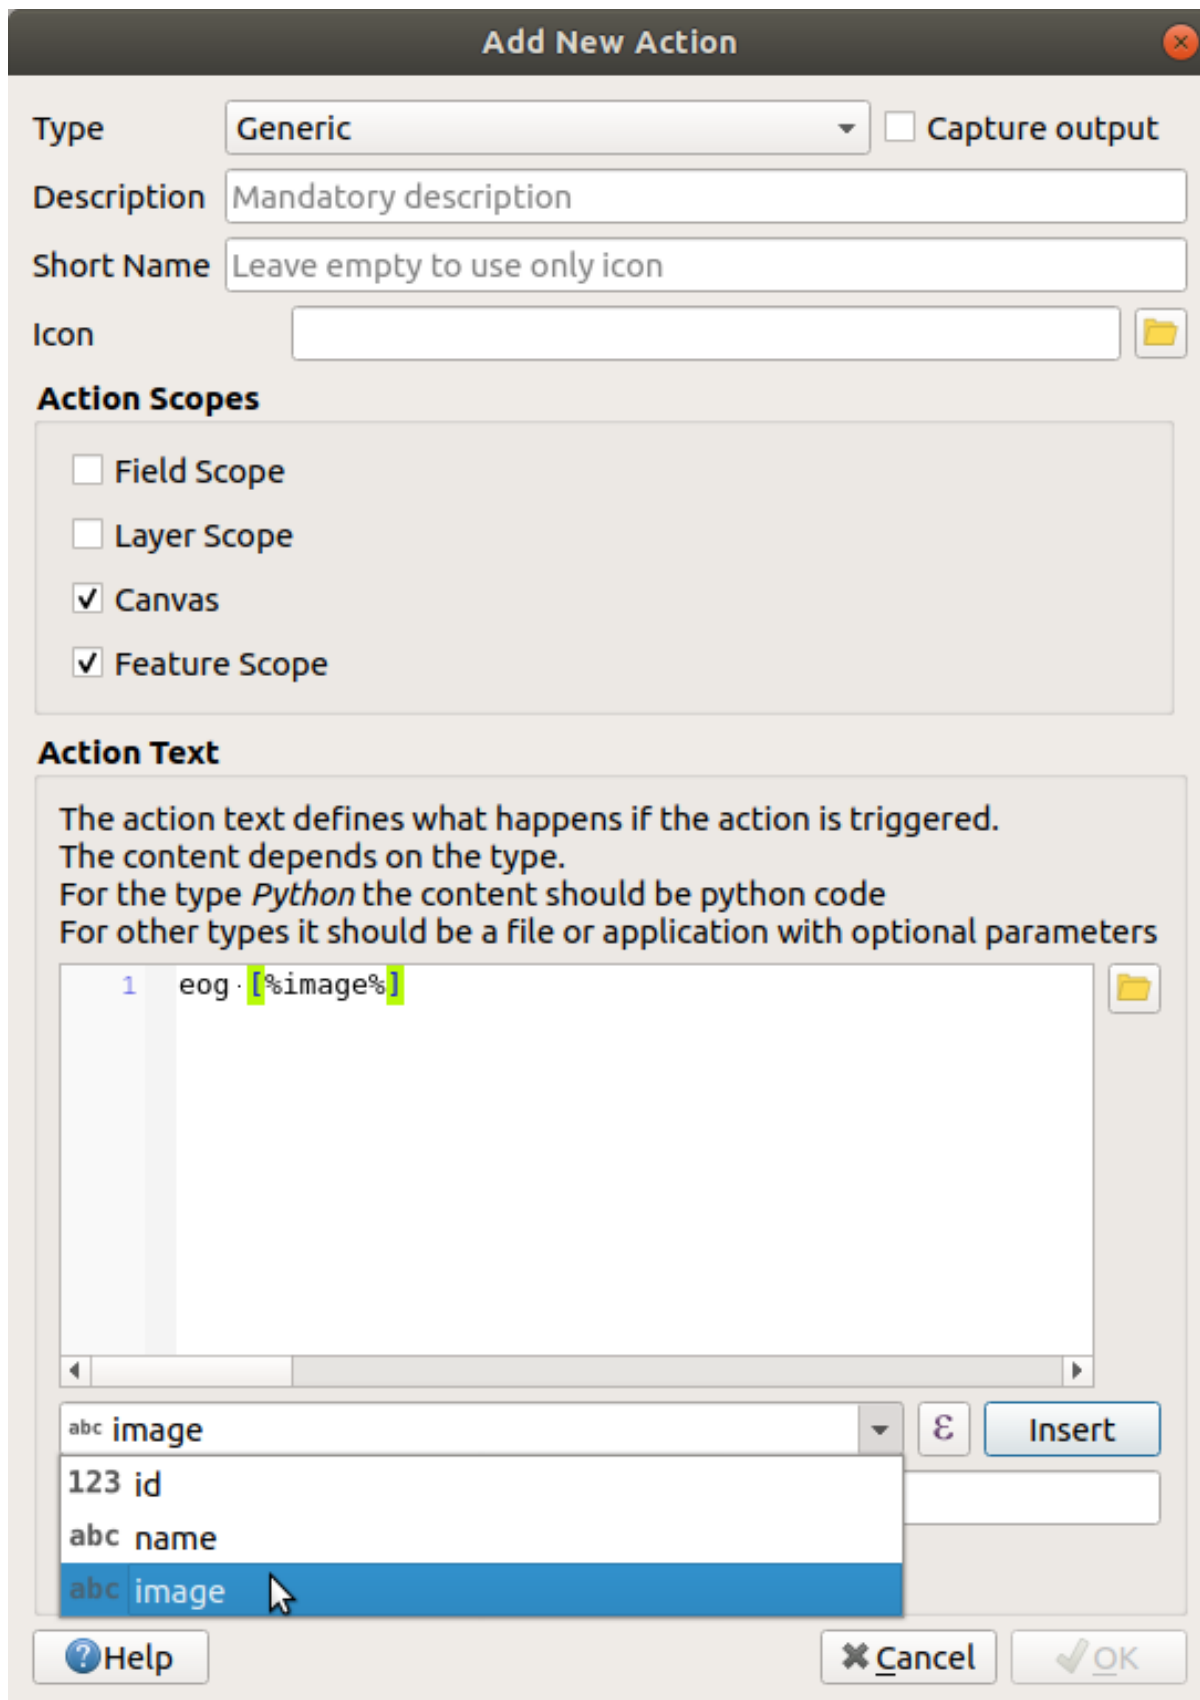 Add New Action
Type Generic Capture output
Description Mandatory description
Short Name Leave empty to use only icon
Icon
Action Scopes
Field Scope
Layer Scope
Canvas
Feature Scope
Action Text
The action text defines what happens if the action is triggered.
The content depends on the type.
For the type Python the content should be python code
For other types it should be a file or application with optional parameters
1 eog·[%image%]
abc image ε Insert
123 id
abc name
abc image
?Help Cancel OK